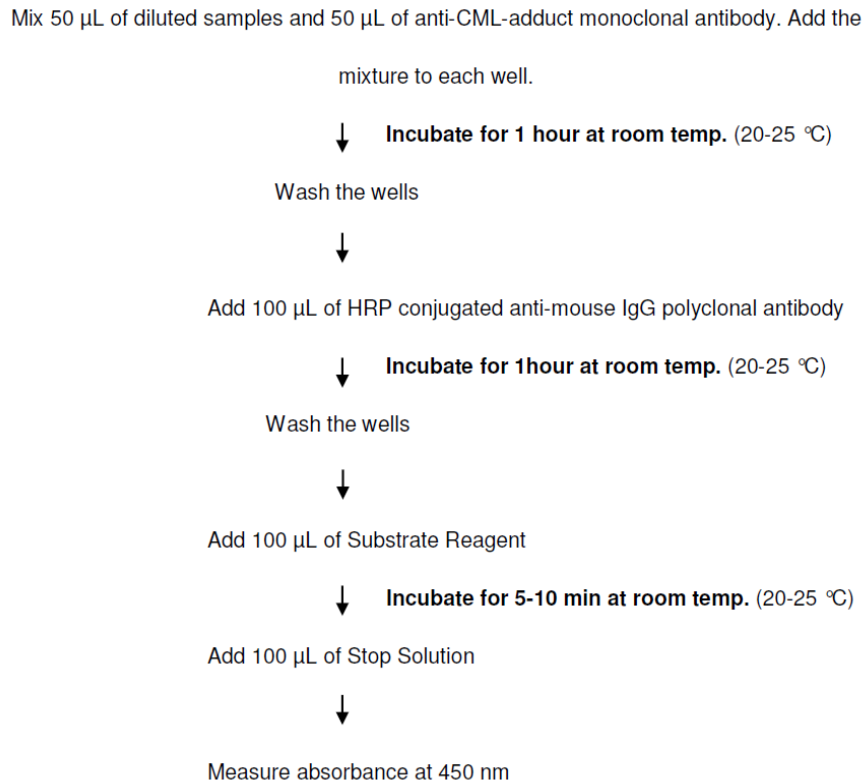 Mix 50 µL of diluted samples and 50 µL of anti-CML-adduct monoclonal antibody. Add the
mixture to each well.
Incubate for 1 hour at room temp. (20-25 ℃)
Wash the wells
Add 100 µL of HRP conjugated anti-mouse IgG polyclonal antibody
Incubate for 1hour at room temp. (20-25 ℃)
Wash the wells
Add 100 µL of Substrate Reagent
Incubate for 5-10 min at room temp. (20-25 ℃)
Add 100 µL of Stop Solution
Measure absorbance at 450 nm